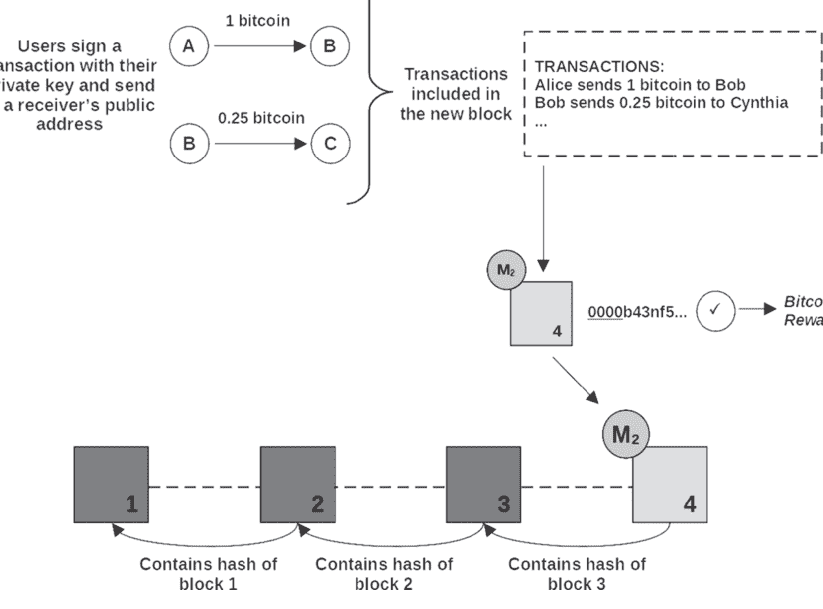 Users sign a
ansaction with their
rivate key and send
a receiver's public
address
A
1 bitcoin
B
B
0.25 bitcoin
C
Transactions
included in
the new block
TRANSACTIONS:
Alice sends 1 bitcoin to Bob
Bob sends 0.25 bitcoin to Cynthia
...
M₂
4
0000b43nf5...
✓
Bitco
Rewa
M₂
1
2
3
4
Contains hash of
block 1
Contains hash of
block 2
Contains hash of
block 3